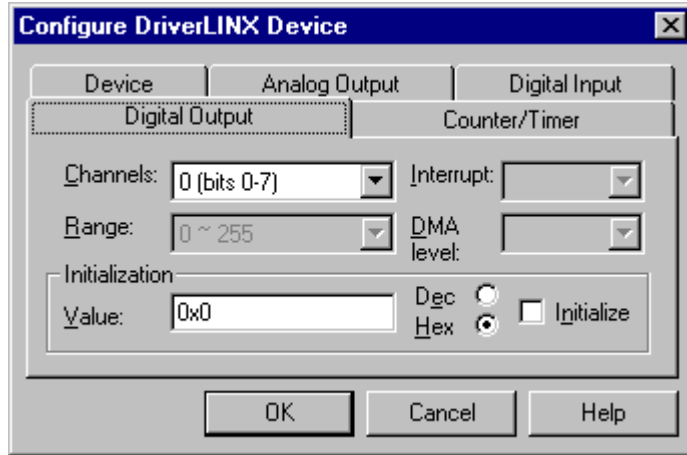 Configure DriverLINX Device
Device Analog Output Digital Input
Digital Output Counter/Timer
Channels: 0 (bits 0-7) Interrupt:
Range: 0 ~ 255 DMA level:
Initialization
Value: 0x0 Dec
Hex Initialize
OK Cancel Help